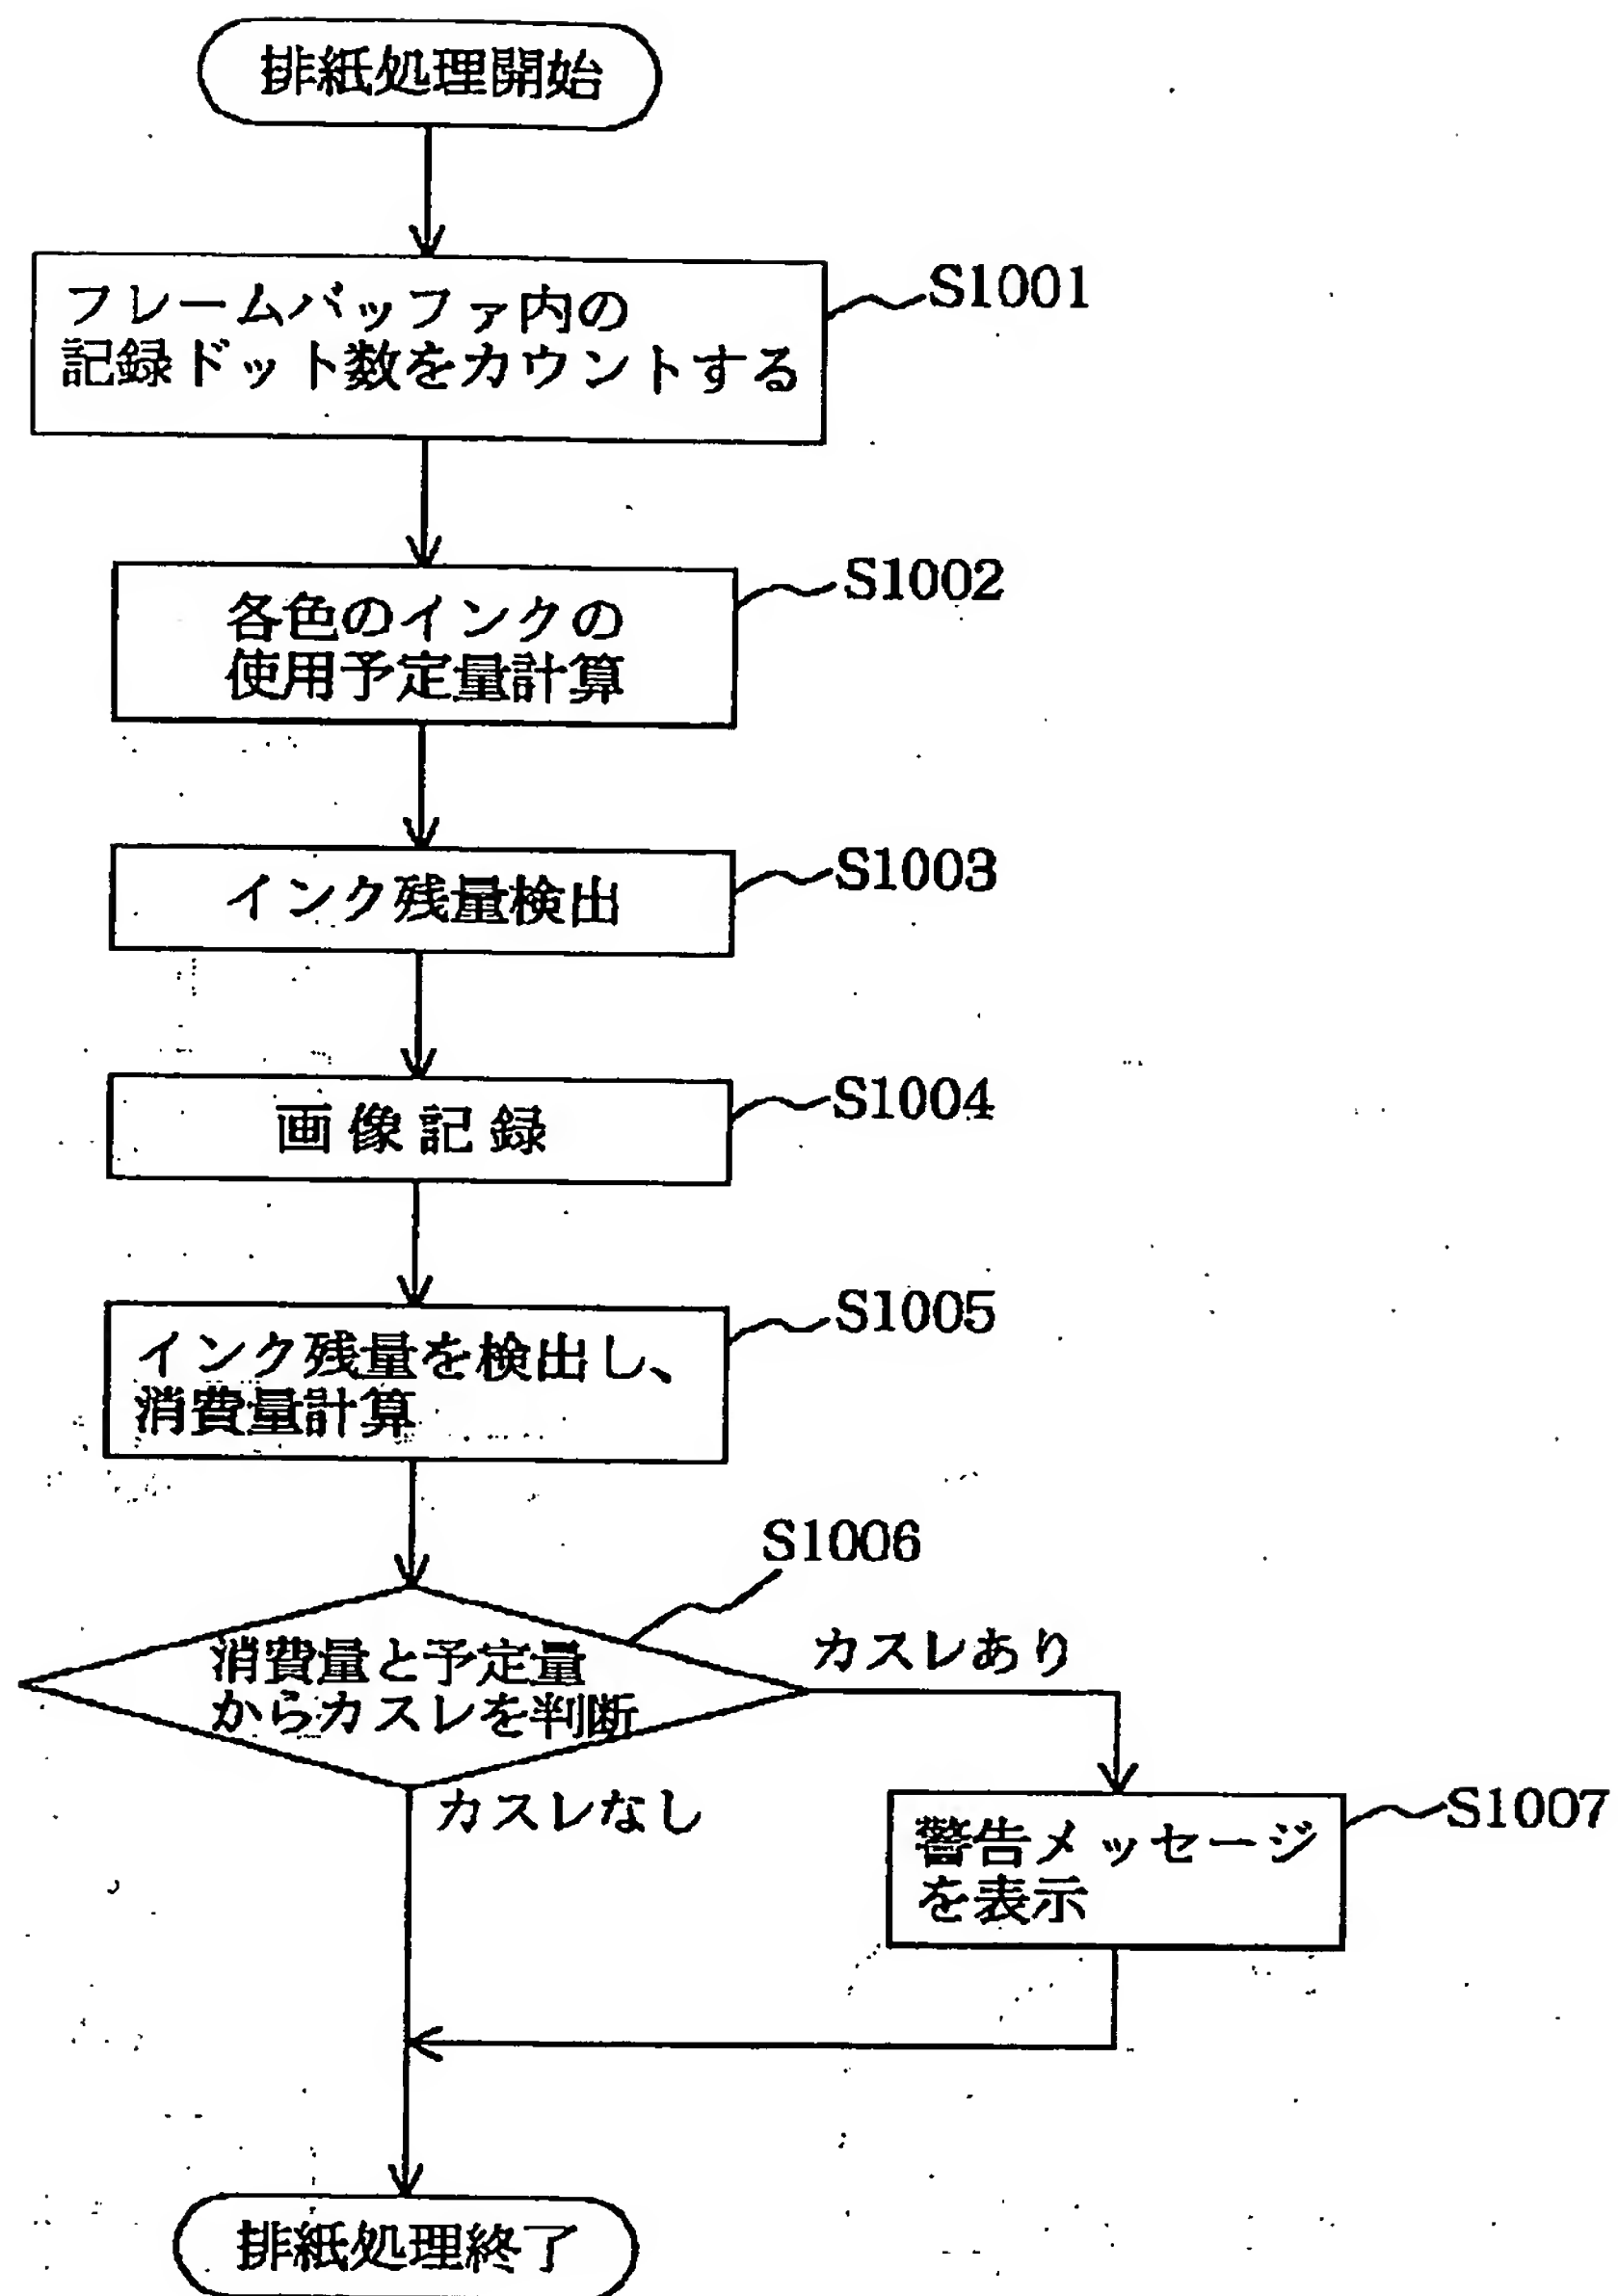 排紙処理開始
フレームバッファ内の
記録ドット数をカウントする
S1001
各色のインクの
使用予定量計算
S1002
インク残量検出
S1003
画像記録
S1004
インク残量を検出し、
消費量計算
S1005
S1006
消費量と予定量
からカスレを判断
カスレあり
カスレなし
警告メッセージ
を表示
S1007
排紙処理終了